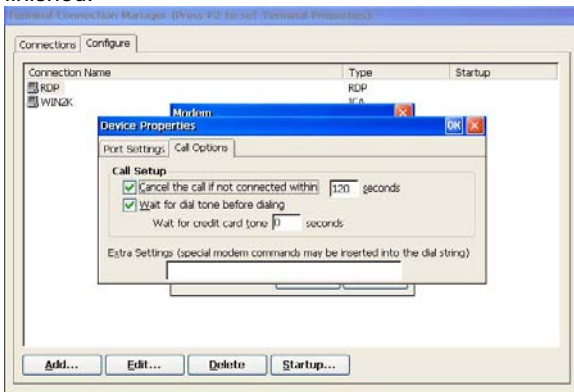 finished.
Terminal Connection Manager (Press F2 to set Terminal Properties)
Connections Configure
Connection Name Type Startup
RDP RDP
WIN2K ICA
Modem
Device Properties OK
Port Settings Call Options
Call Setup
Cancel the call if not connected within 120 seconds
Wait for dial tone before dialing
Wait for credit card tone 0 seconds
Extra Settings (special modem commands may be inserted into the dial string)
Add... Edit... Delete Startup...